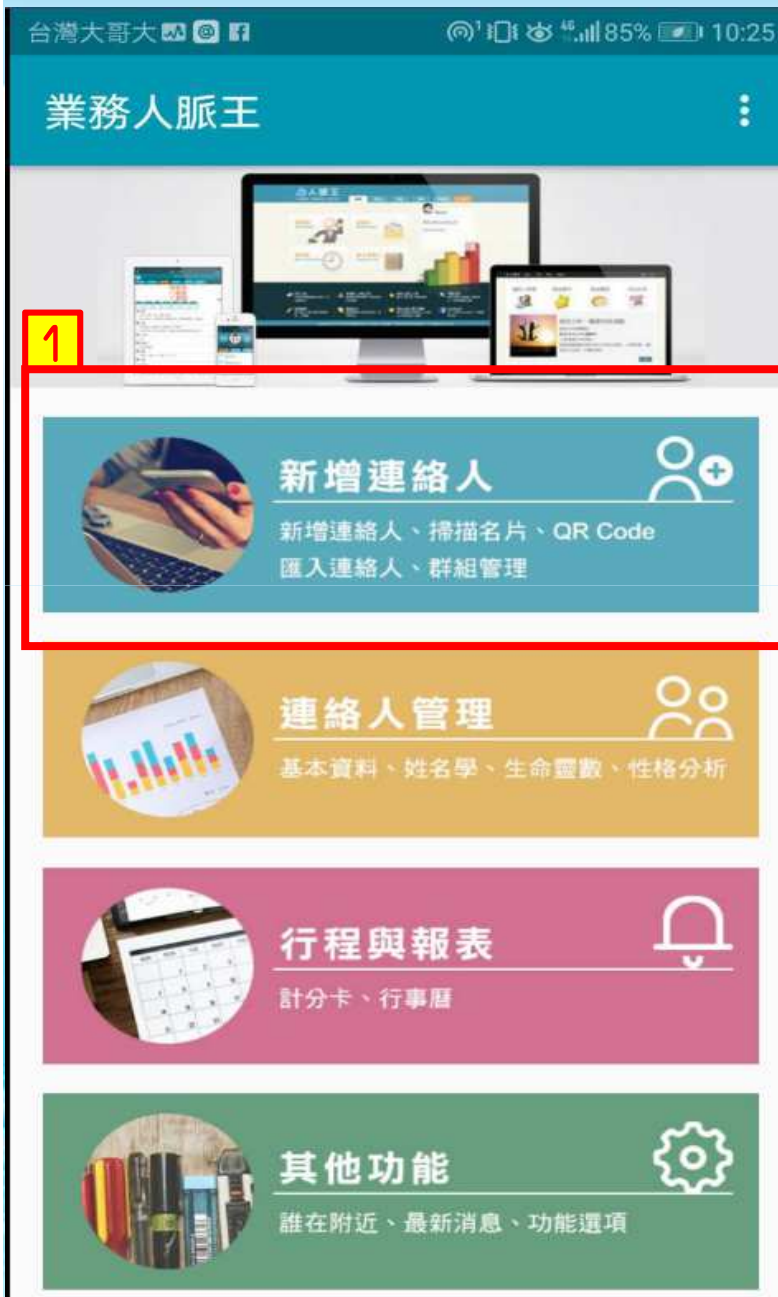 台灣大哥大 85% 10:25
業務人脈王
人脈王
1
新增連絡人
新增連絡人、掃描名片、QR Code
匯入連絡人、群組管理
連絡人管理
基本資料、姓名學、生命靈數、性格分析
行程與報表
計分卡、行事曆
其他功能
誰在附近、最新消息、功能選項